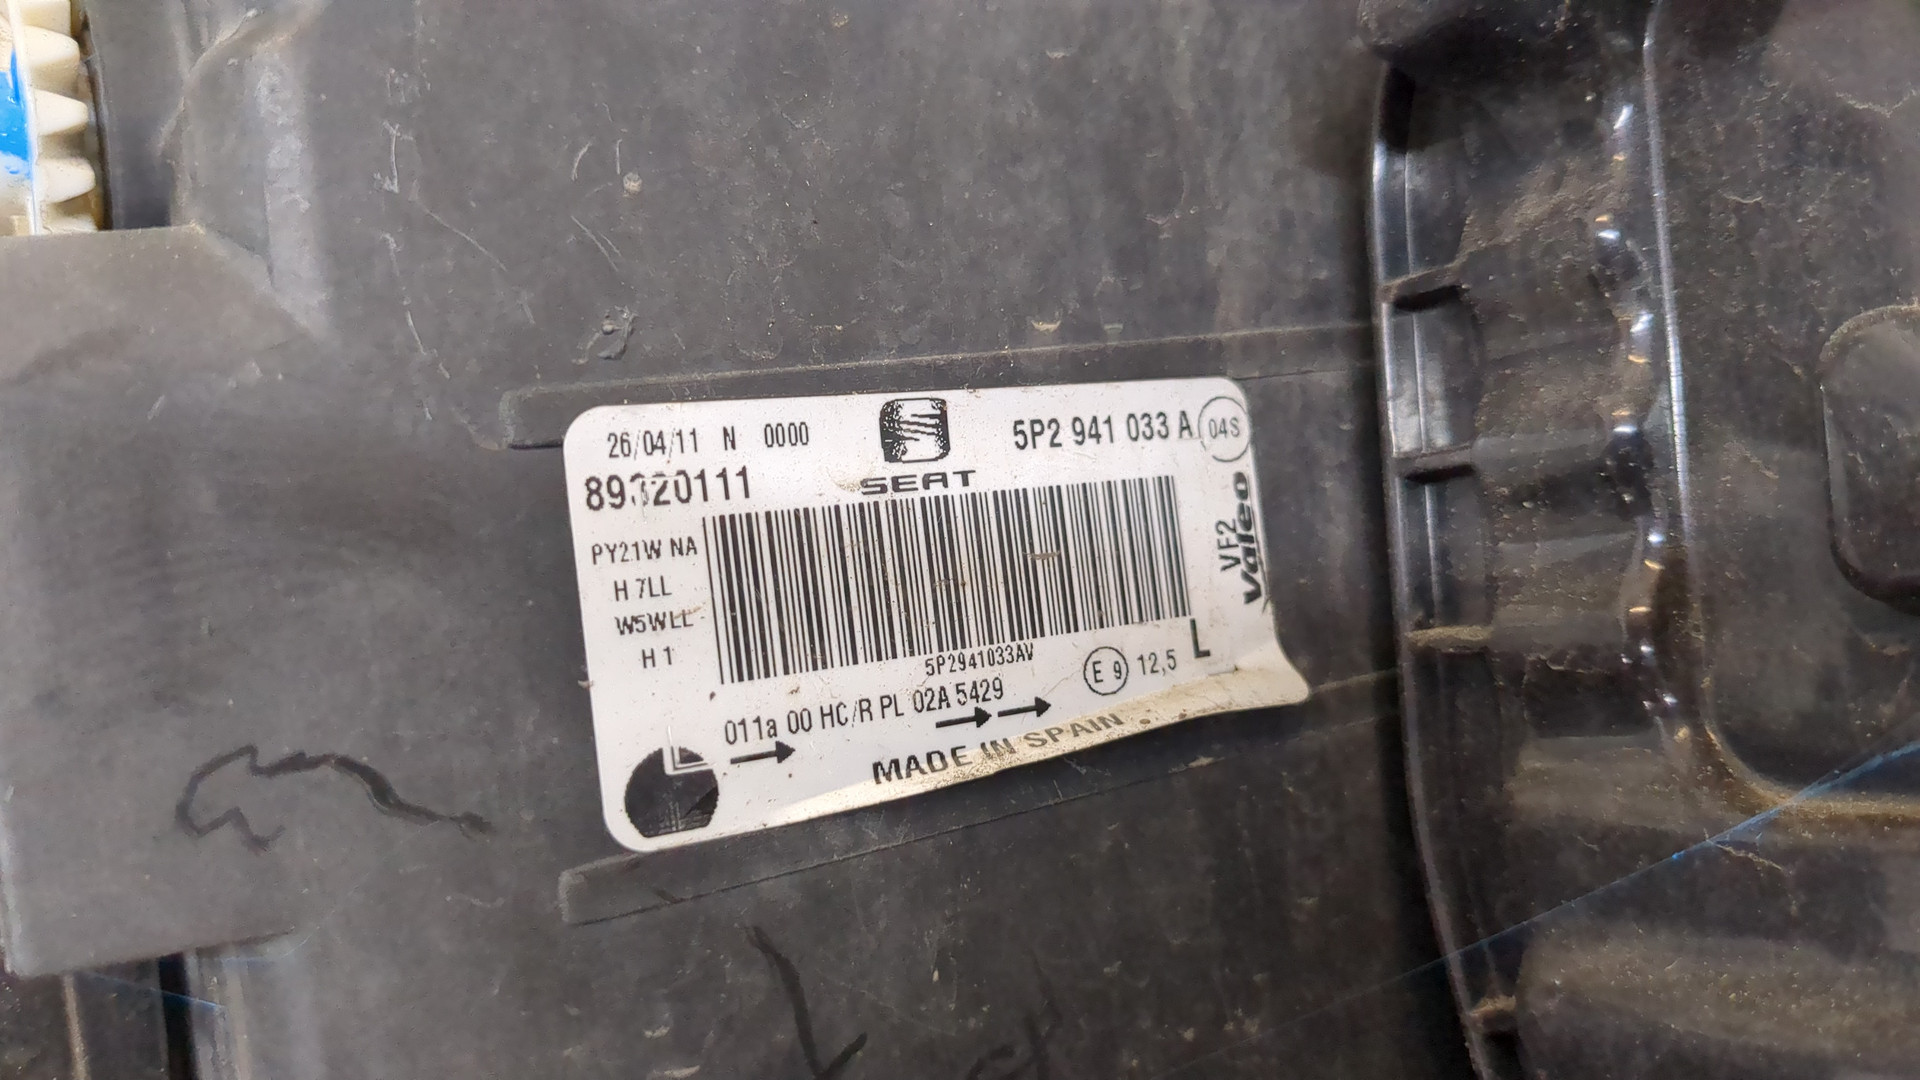 26/04/11 N 0000
SEAT
5P2 941 033 A 04S
89320111
PY21W NA
H 7LL
W5WLL
H 1
VF2
Valeo
5P2941033AV
L
E 9 12,5
011a 00 HC/R PL 02A 5429
MADE IN SPAIN